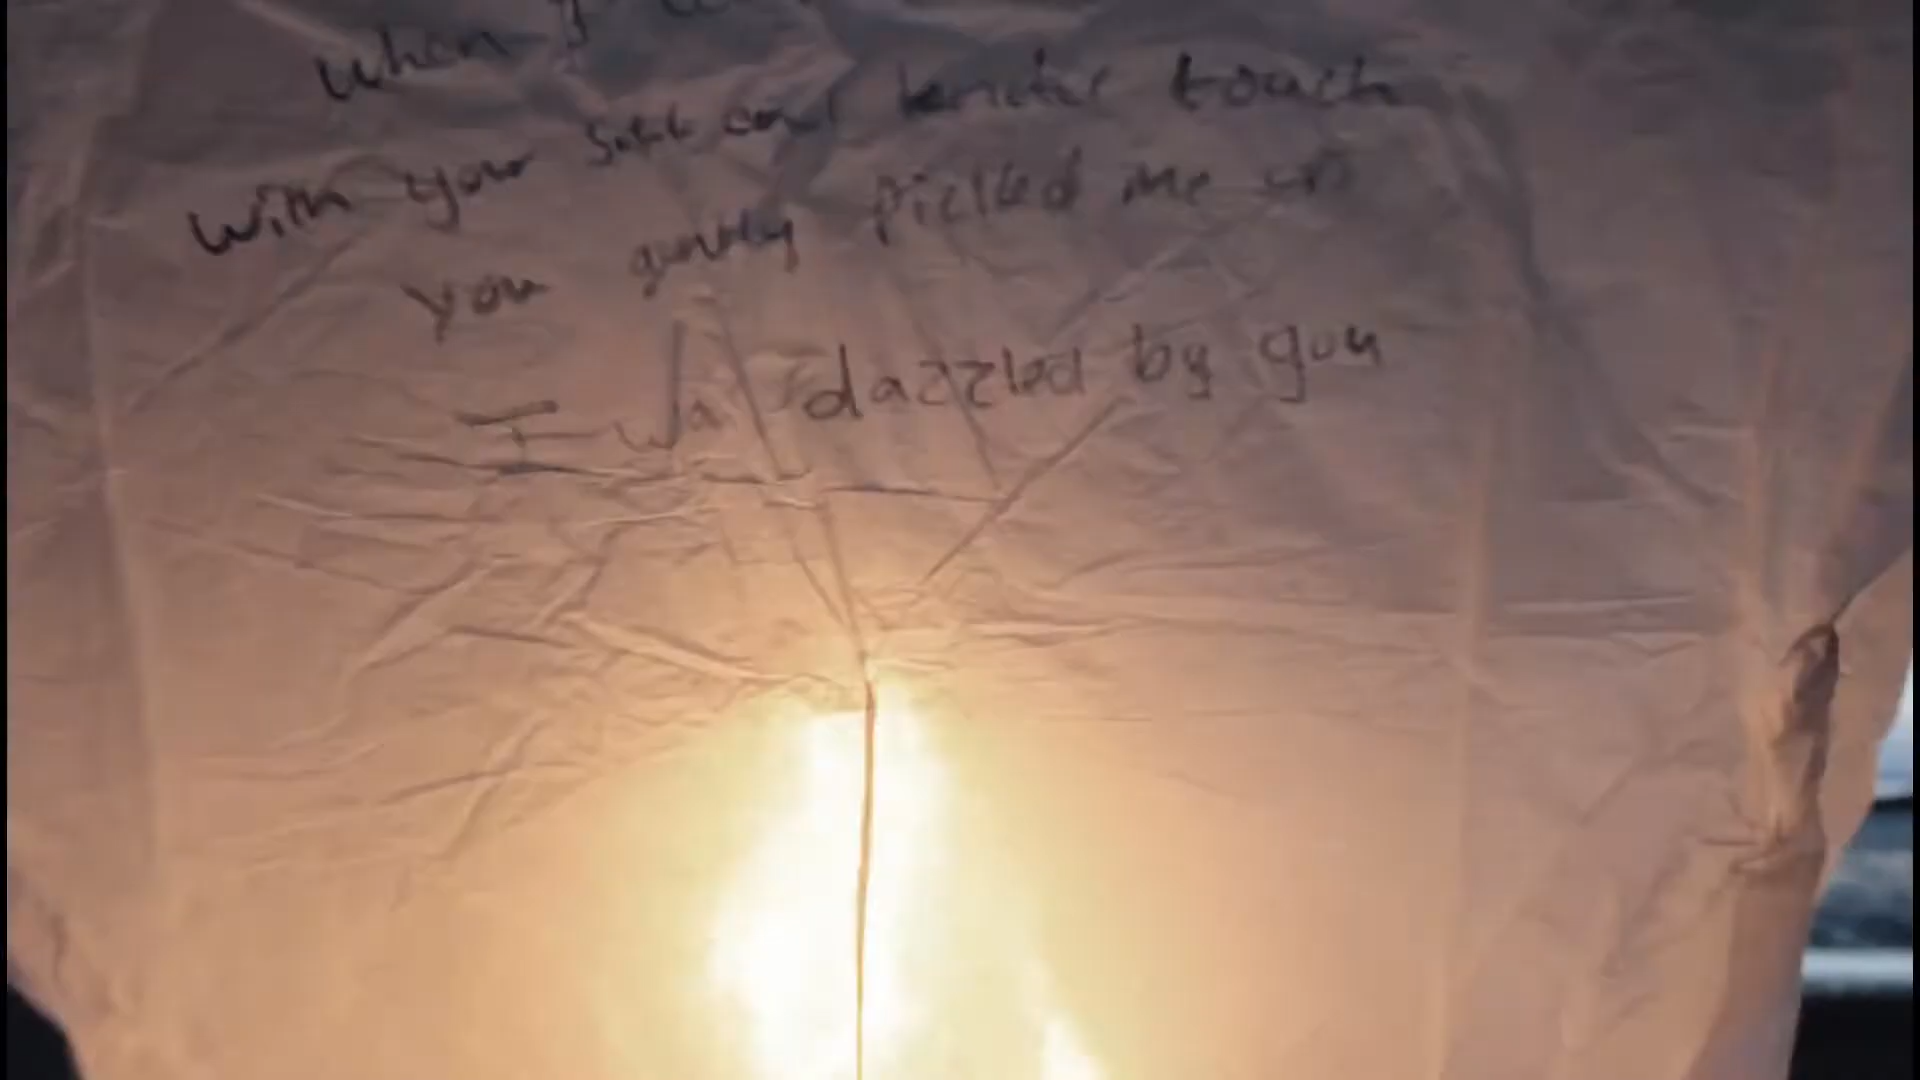 When I
With your soft and tender touch
you gently picked me up
I was dazzled by you